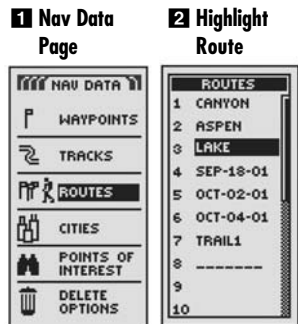 1 Nav Data
Page
NAV DATA
WAYPOINTS
TRACKS
ROUTES
CITIES
POINTS OF
INTEREST
DELETE
OPTIONS
2 Highlight
Route
ROUTES
1 CANYON
2 ASPEN
3 LAKE
4 SEP-18-01
5 OCT-02-01
6 OCT-04-01
7 TRAIL1
8 -------
9
10